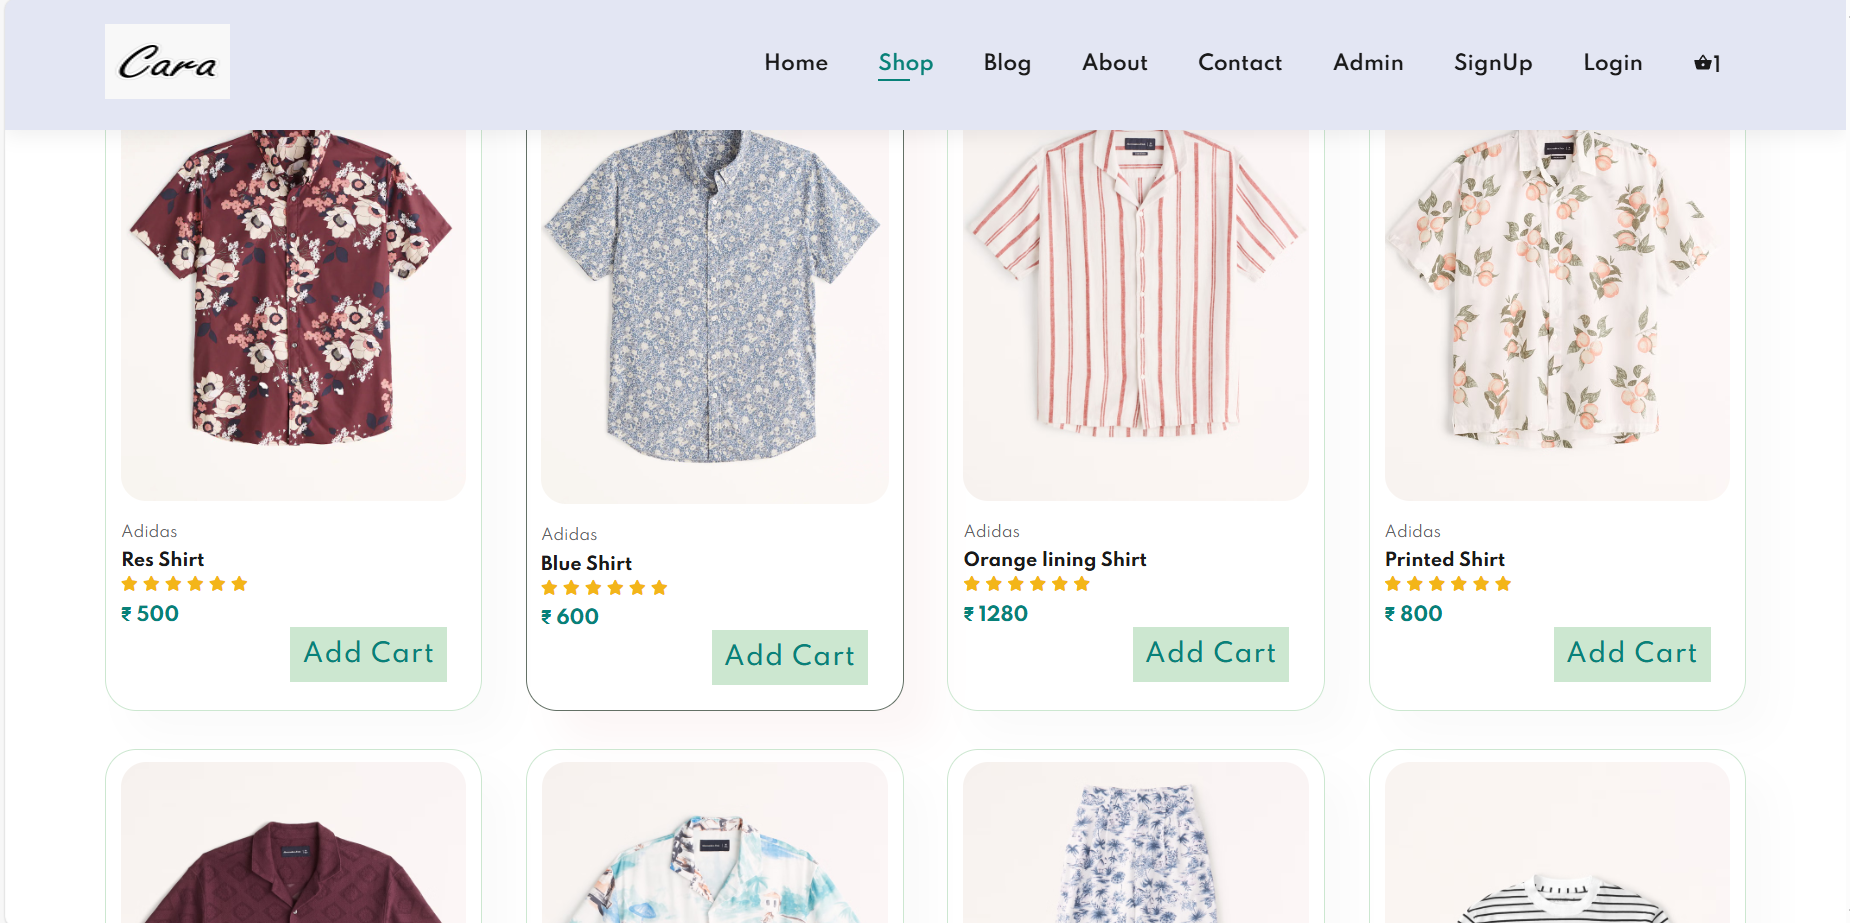 Cara
Home Shop Blog About Contact Admin SignUp Login 1
Adidas
Res Shirt
₹ 500
Add Cart
Adidas
Blue Shirt
₹ 600
Add Cart
Adidas
Orange lining Shirt
₹ 1280
Add Cart
Adidas
Printed Shirt
₹ 800
Add Cart